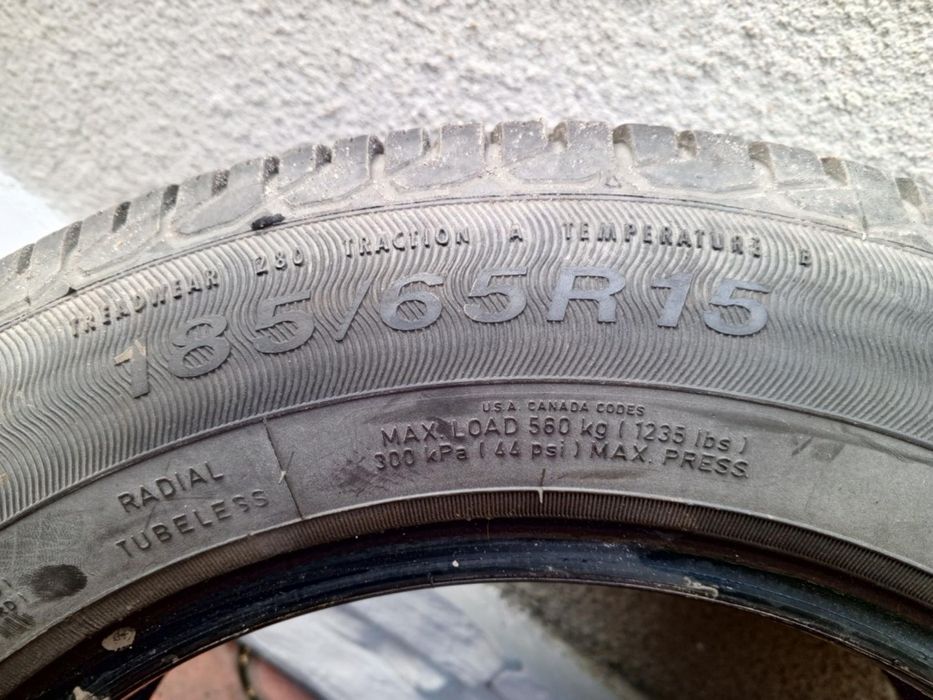 TREADWEAR 280 TRACTION A TEMPERATURE B
185/65R15
U.S.A. CANADA CODES
MAX. LOAD 560 kg ( 1235 lbs )
300 kPa ( 44 psi ) MAX. PRESS.
RADIAL
TUBELESS